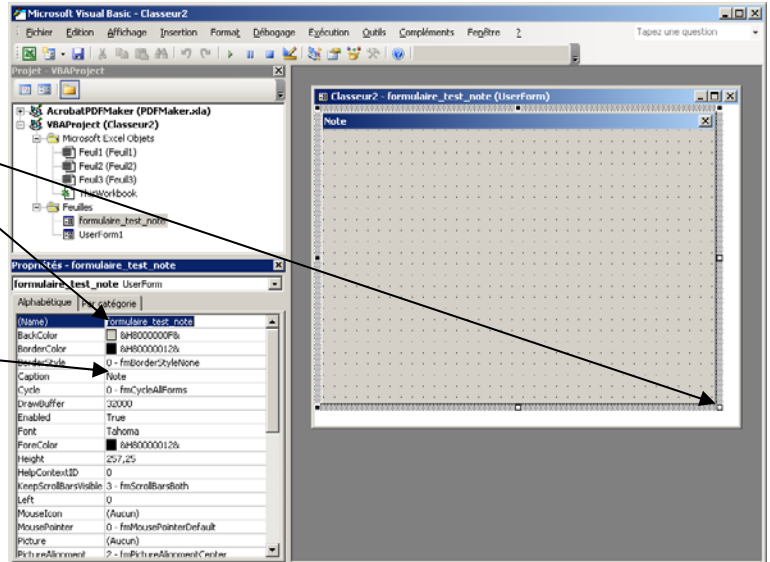 Microsoft Visual Basic - Classeur2
Fichier Edition Affichage Insertion Format Débogage Exécution Outils Compléments Fenêtre ? Tapez une question
Projet - VBAProject
AcrobatPDFMaker (PDFMaker.xla)
VBAProject (Classeur2)
Microsoft Excel Objets
Feuil1 (Feuil1)
Feuil2 (Feuil2)
Feuil3 (Feuil3)
ThisWorkbook
Feuilles
formulaire_test_note
UserForm1
Propriétés - formulaire_test_note
formulaire_test_note UserForm
Alphabétique Par catégorie
(Name) formulaire_test_note
BackColor &H8000000F&
BorderColor &H80000012&
BorderStyle 0 - fmBorderStyleNone
Caption Note
Cycle 0 - fmCycleAllForms
DrawBuffer 32000
Enabled True
Font Tahoma
ForeColor &H80000012&
Height 257,25
HelpContextID 0
KeepScrollBarsVisible 3 - fmScrollBarsBoth
Left 0
MouseIcon (Aucun)
MousePointer 0 - fmMousePointerDefault
Picture (Aucun)
PictureAlignment 2 - fmPictureAlignmentCenter
Classeur2 - formulaire_test_note (UserForm)
Note